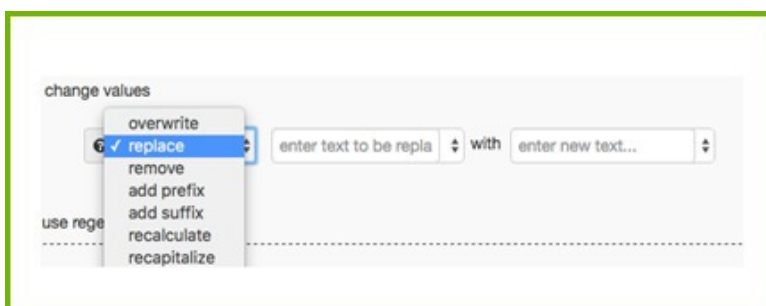 change values
overwrite
✓ replace
enter text to be repla
with
enter new text...
remove
add prefix
add suffix
use rege
recalculate
recapitalize